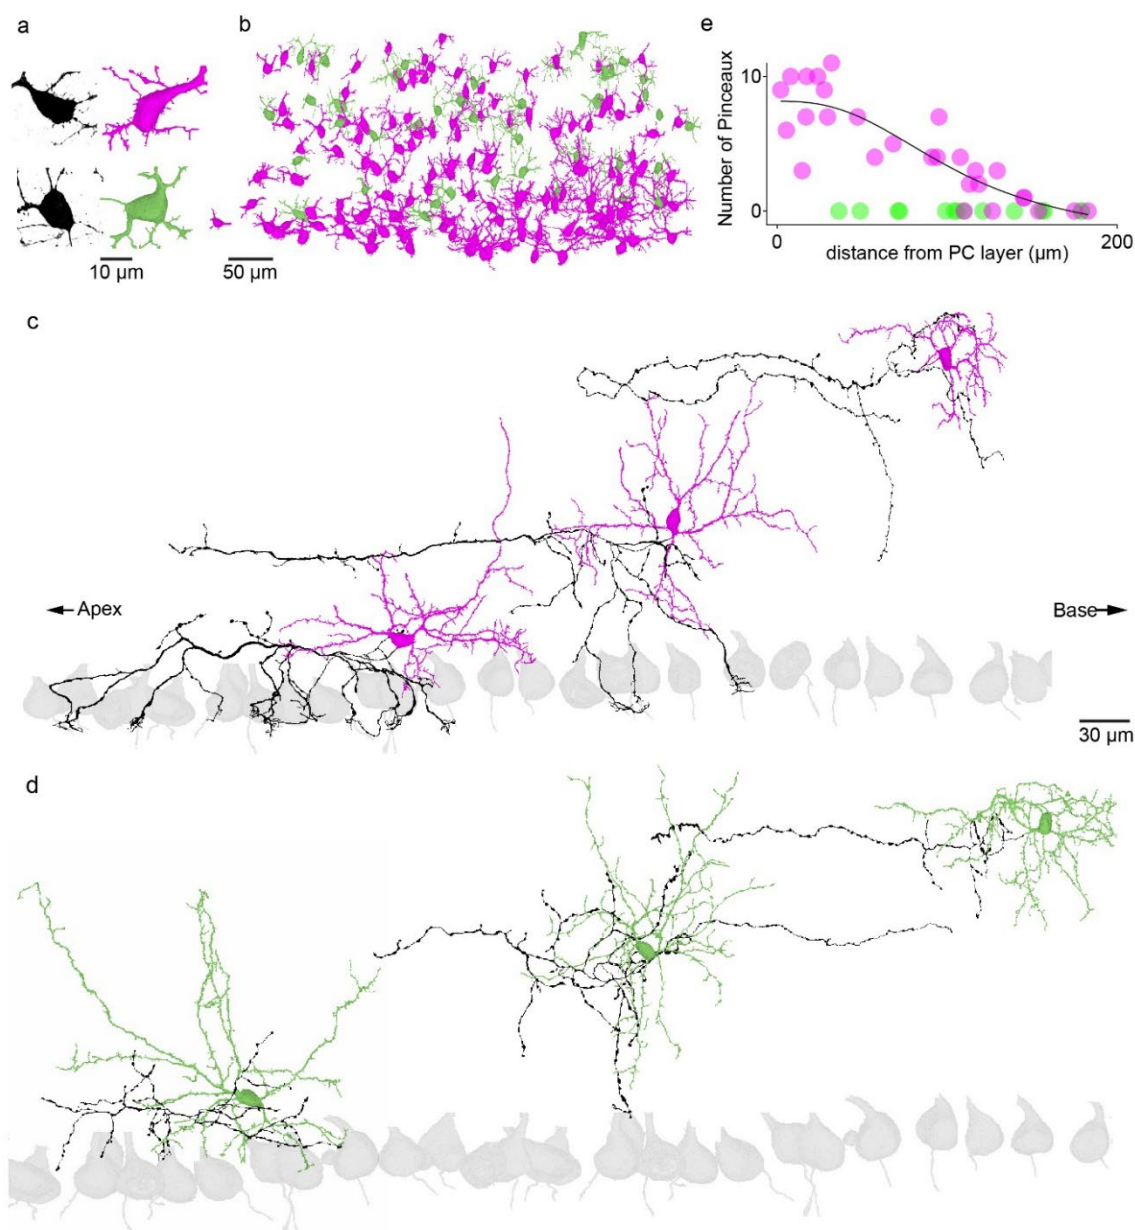 a
b
e
10 µm
50 µm
Number of Pinceaux
10
0
0
200
distance from PC layer (µm)
c
Apex
Base
30 µm
d